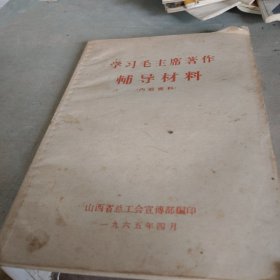 学习毛主席著作
辅导材料
(内部资料)
山西省总工会宣传部编印
一九六五年四月